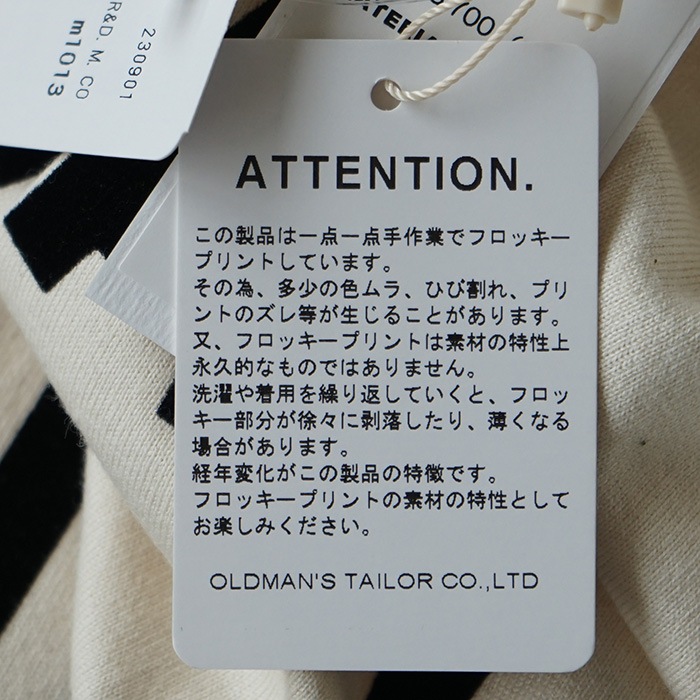 230901
R&D. M. CO
m1013
ATTENTION.
この製品は一点一点手作業でフロッキー
プリントしています。
その為、多少の色ムラ、ひび割れ、プリ
ントのズレ等が生じることがあります。
又、フロッキープリントは素材の特性上
永久的なものではありません。
洗濯や着用を繰り返していくと、フロッ
キー部分が徐々に剥落したり、薄くなる
場合があります。
経年変化がこの製品の特徴です。
フロッキープリントの素材の特性として
お楽しみください。
OLDMAN'S TAILOR CO.,LTD